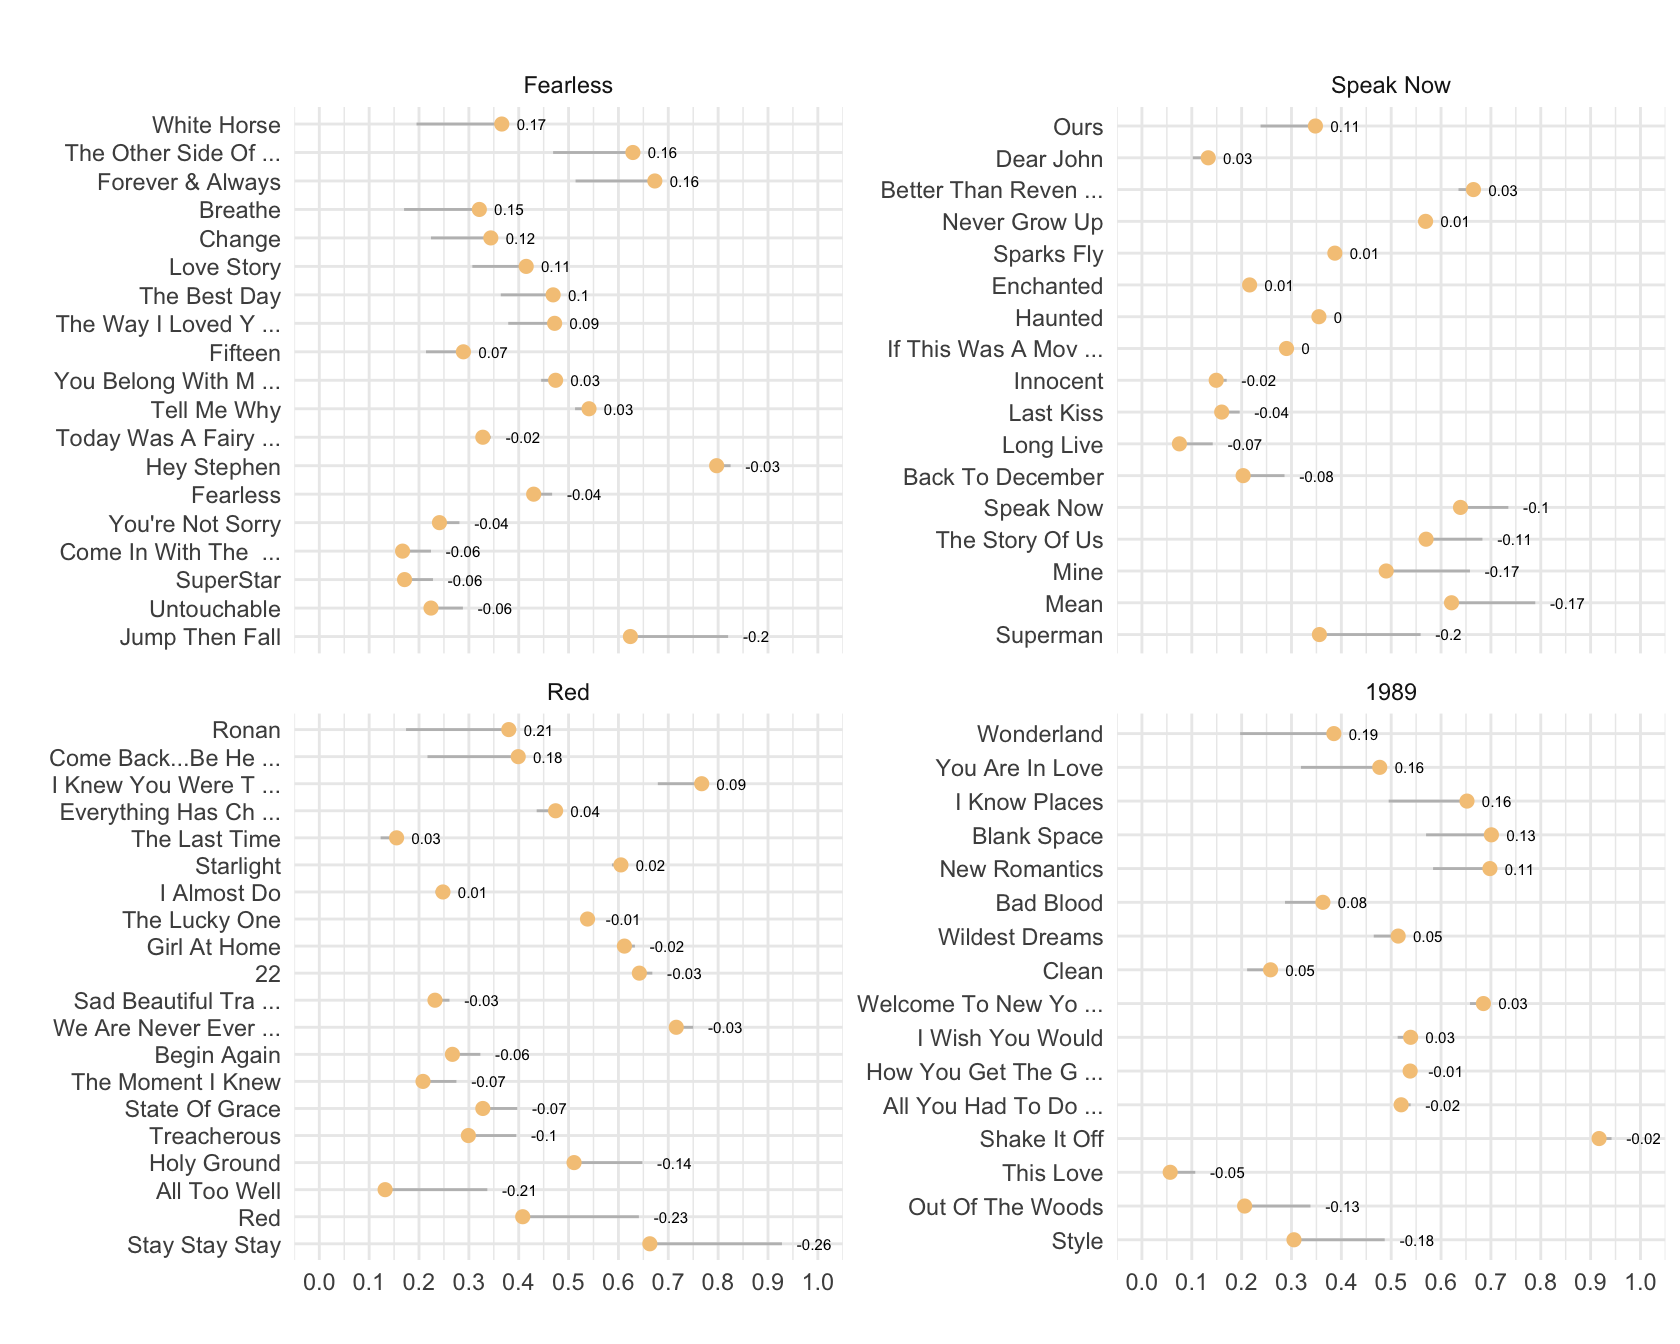 Fearless
White Horse 0.17
The Other Side Of ... 0.16
Forever & Always 0.16
Breathe 0.15
Change 0.12
Love Story 0.11
The Best Day 0.1
The Way I Loved Y ... 0.09
Fifteen 0.07
You Belong With M ... 0.03
Tell Me Why 0.03
Today Was A Fairy ... -0.02
Hey Stephen -0.03
Fearless -0.04
You're Not Sorry -0.04
Come In With The  ... -0.06
SuperStar -0.06
Untouchable -0.06
Jump Then Fall -0.2
Speak Now
Ours 0.11
Dear John 0.03
Better Than Reven ... 0.03
Never Grow Up 0.01
Sparks Fly 0.01
Enchanted 0.01
Haunted 0
If This Was A Mov ... 0
Innocent -0.02
Last Kiss -0.04
Long Live -0.07
Back To December -0.08
Speak Now -0.1
The Story Of Us -0.11
Mine -0.17
Mean -0.17
Superman -0.2
Red
Ronan 0.21
Come Back...Be He ... 0.18
I Knew You Were T ... 0.09
Everything Has Ch ... 0.04
The Last Time 0.03
Starlight 0.02
I Almost Do 0.01
The Lucky One -0.01
Girl At Home -0.02
22 -0.03
Sad Beautiful Tra ... -0.03
We Are Never Ever ... -0.03
Begin Again -0.06
The Moment I Knew -0.07
State Of Grace -0.07
Treacherous -0.1
Holy Ground -0.14
All Too Well -0.21
Red -0.23
Stay Stay Stay -0.26
0.0 0.1 0.2 0.3 0.4 0.5 0.6 0.7 0.8 0.9 1.0
1989
Wonderland 0.19
You Are In Love 0.16
I Know Places 0.16
Blank Space 0.13
New Romantics 0.11
Bad Blood 0.08
Wildest Dreams 0.05
Clean 0.05
Welcome To New Yo ... 0.03
I Wish You Would 0.03
How You Get The G ... -0.01
All You Had To Do ... -0.02
Shake It Off -0.02
This Love -0.05
Out Of The Woods -0.13
Style -0.18
0.0 0.1 0.2 0.3 0.4 0.5 0.6 0.7 0.8 0.9 1.0